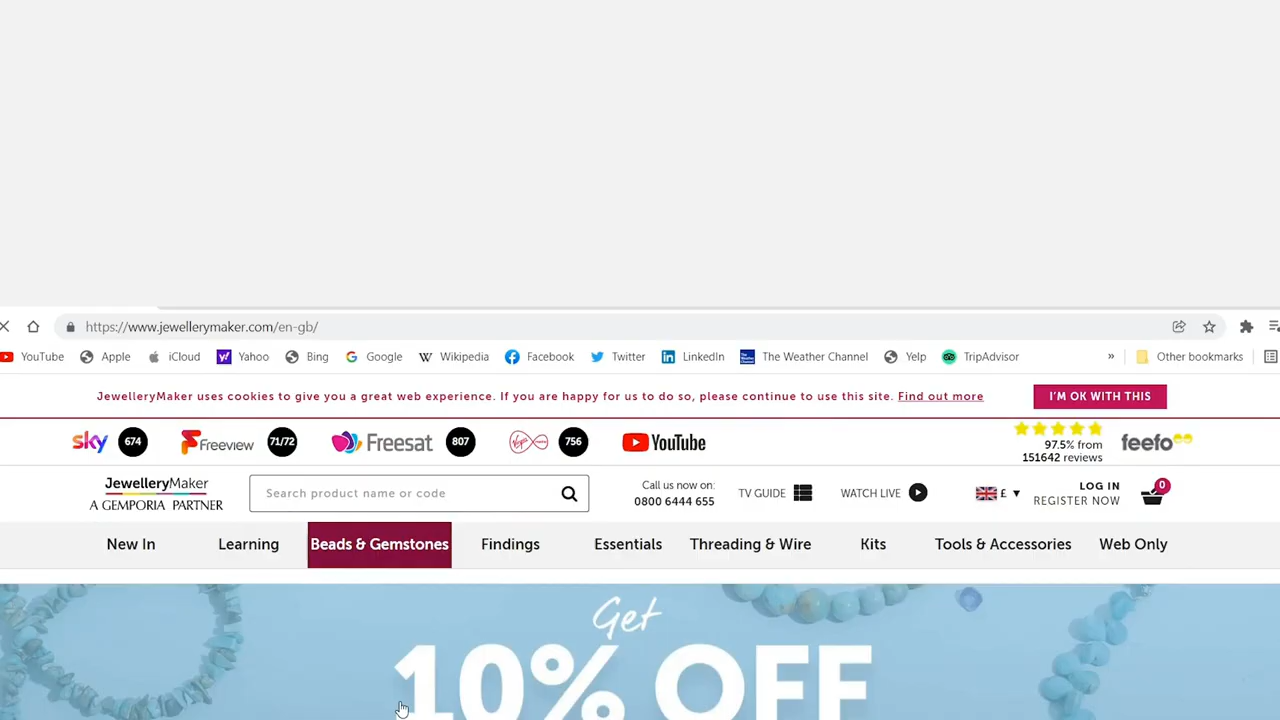 https://www.jewellerymaker.com/en-gb/
YouTube Apple iCloud Yahoo Bing Google Wikipedia Facebook Twitter LinkedIn The Weather Channel Yelp TripAdvisor » Other bookmarks
JewelleryMaker uses cookies to give you a great web experience. If you are happy for us to do so, please continue to use this site. Find out more I'M OK WITH THIS
sky 674 Freeview 71/72 Freesat 807 Virgin 756 YouTube
97.5% from
151642 reviews
feefo
JewelleryMaker
A GEMPORIA PARTNER
Search product name or code
Call us now on:
0800 6444 655
TV GUIDE WATCH LIVE £
LOG IN
REGISTER NOW
0
New In Learning Beads & Gemstones Findings Essentials Threading & Wire Kits Tools & Accessories Web Only
Get
10% OFF